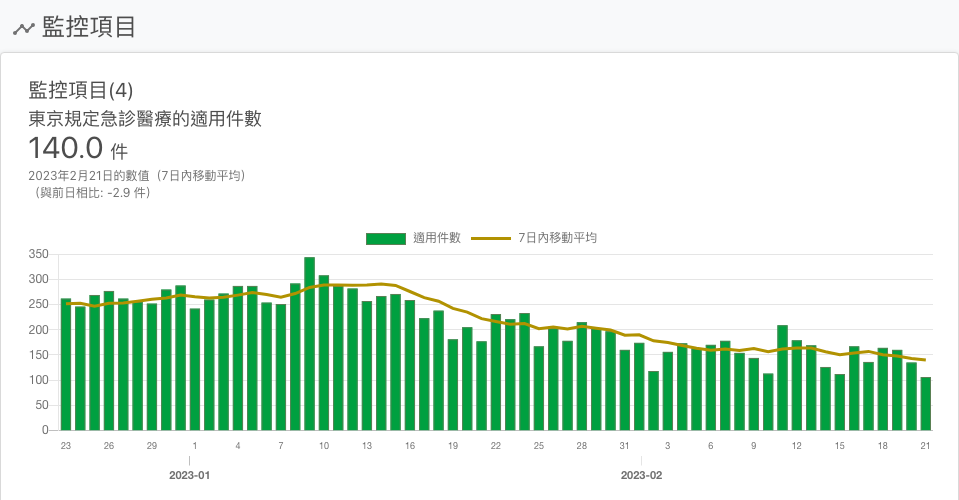 監控項目
監控項目(4)
東京規定急診醫療的適用件數
140.0 件
2023年2月21日的數值（7日內移動平均）
（與前日相比: -2.9 件）
適用件數 7日內移動平均
350
300
250
200
150
100
50
0
23 26 29 1 4 7 10 13 16 19 22 25 28 31 3 6 9 12 15 18 21
2023-01 2023-02